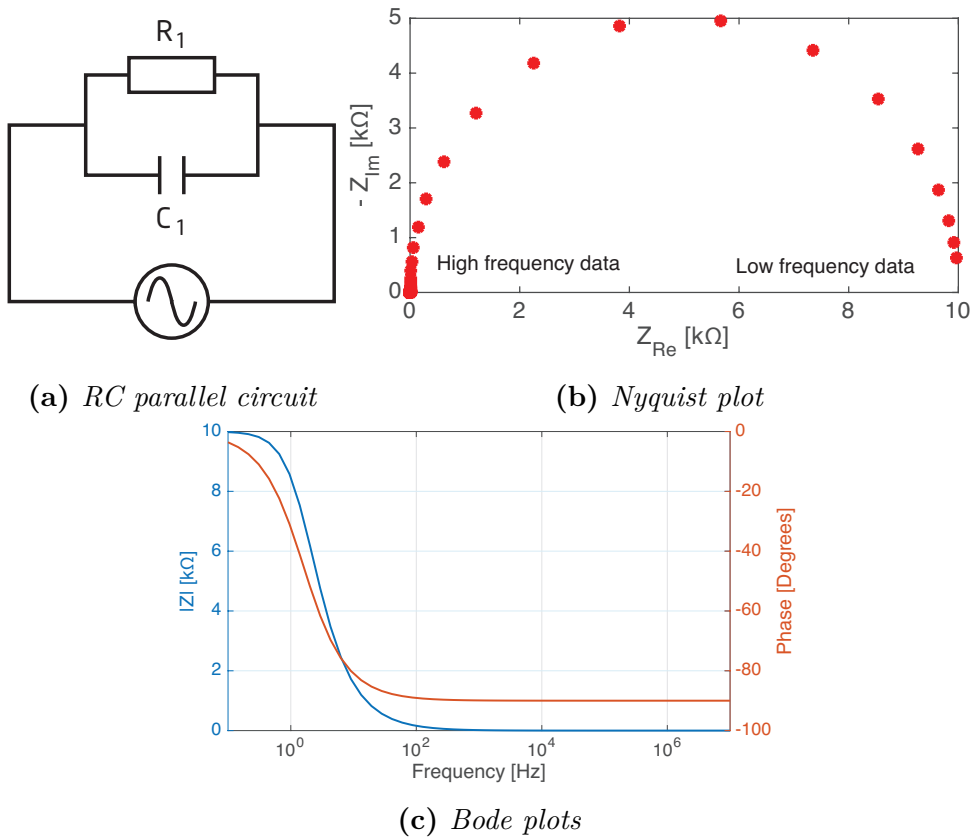 R1
C1
5
4
3
2
1
0
- Z_Im [kΩ]
High frequency data
Low frequency data
0 2 4 6 8 10
Z_Re [kΩ]
(a) RC parallel circuit
(b) Nyquist plot
10
8
6
4
2
0
|Z| [kΩ]
0
-20
-40
-60
-80
-100
Phase [Degrees]
10^0 10^2 10^4 10^6
Frequency [Hz]
(c) Bode plots